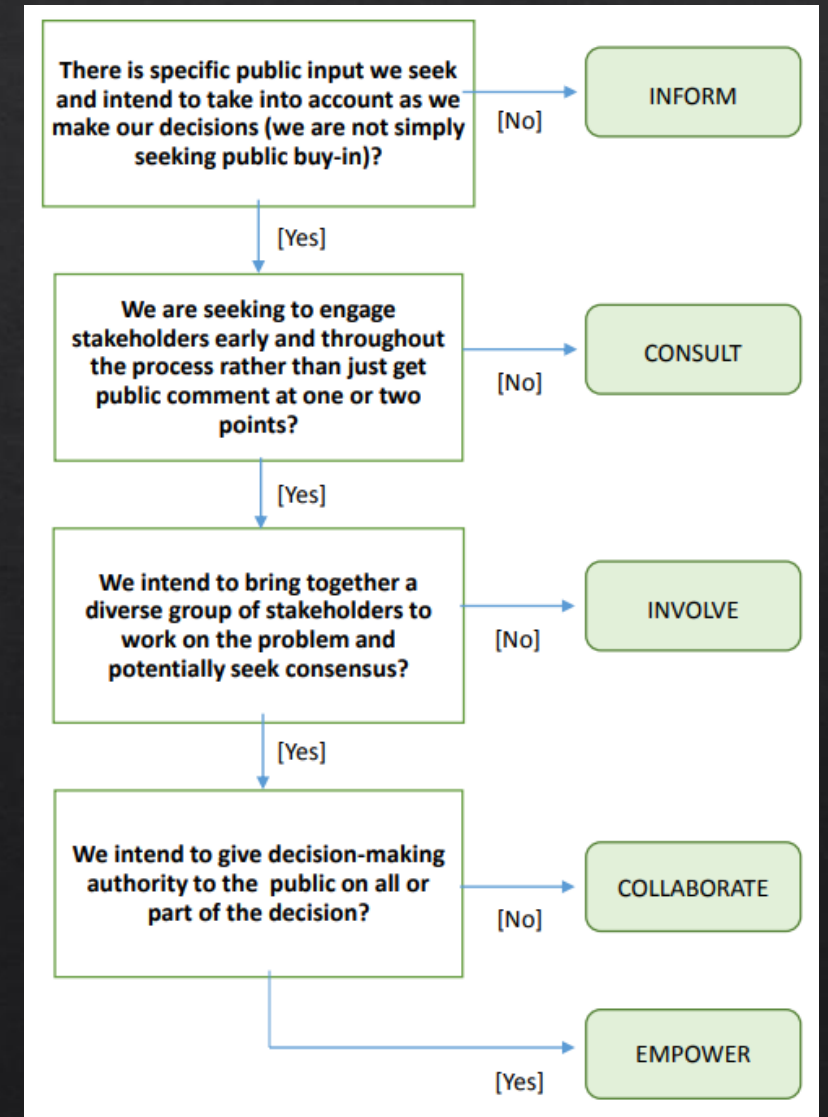 There is specific public input we seek
and intend to take into account as we
make our decisions (we are not simply
seeking public buy-in)?
INFORM
[No]
[Yes]
We are seeking to engage
stakeholders early and throughout
the process rather than just get
public comment at one or two
points?
CONSULT
[No]
[Yes]
We intend to bring together a
diverse group of stakeholders to
work on the problem and
potentially seek consensus?
INVOLVE
[No]
[Yes]
We intend to give decision-making
authority to the public on all or
part of the decision?
COLLABORATE
[No]
EMPOWER
[Yes]